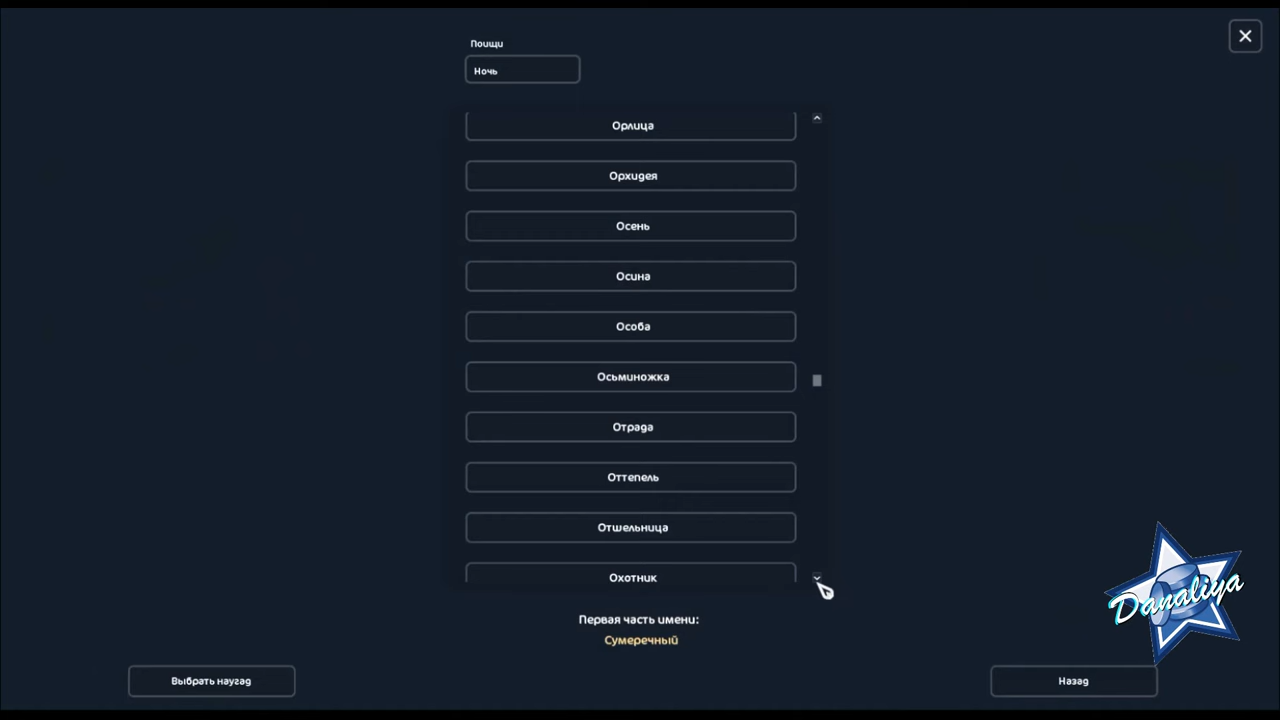 Поищи
Ночь
Орлица
Орхидея
Осень
Осина
Особа
Осьминожка
Отрада
Оттепель
Отшельница
Охотник
Первая часть имени:
Сумеречный
Выбрать наугад
Назад
Danaliya